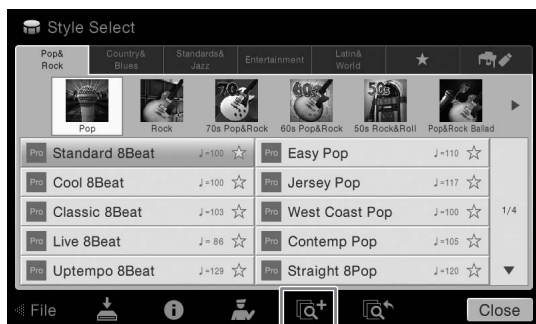 Style Select
Pop& Rock
Country& Blues
Standards& Jazz
Entertainment
Latin& World
Pop
Rock
70s Pop&Rock
60s Pop&Rock
50s Rock&Roll
Pop&Rock Ballad
Pro Standard 8Beat ♩=100
Pro Easy Pop ♩=110
Pro Cool 8Beat ♩=100
Pro Jersey Pop ♩=117
Pro Classic 8Beat ♩=103
Pro West Coast Pop ♩=100
1/4
Pro Live 8Beat ♩= 86
Pro Contemp Pop ♩=105
Pro Uptempo 8Beat ♩=129
Pro Straight 8Pop ♩=120
File
Close